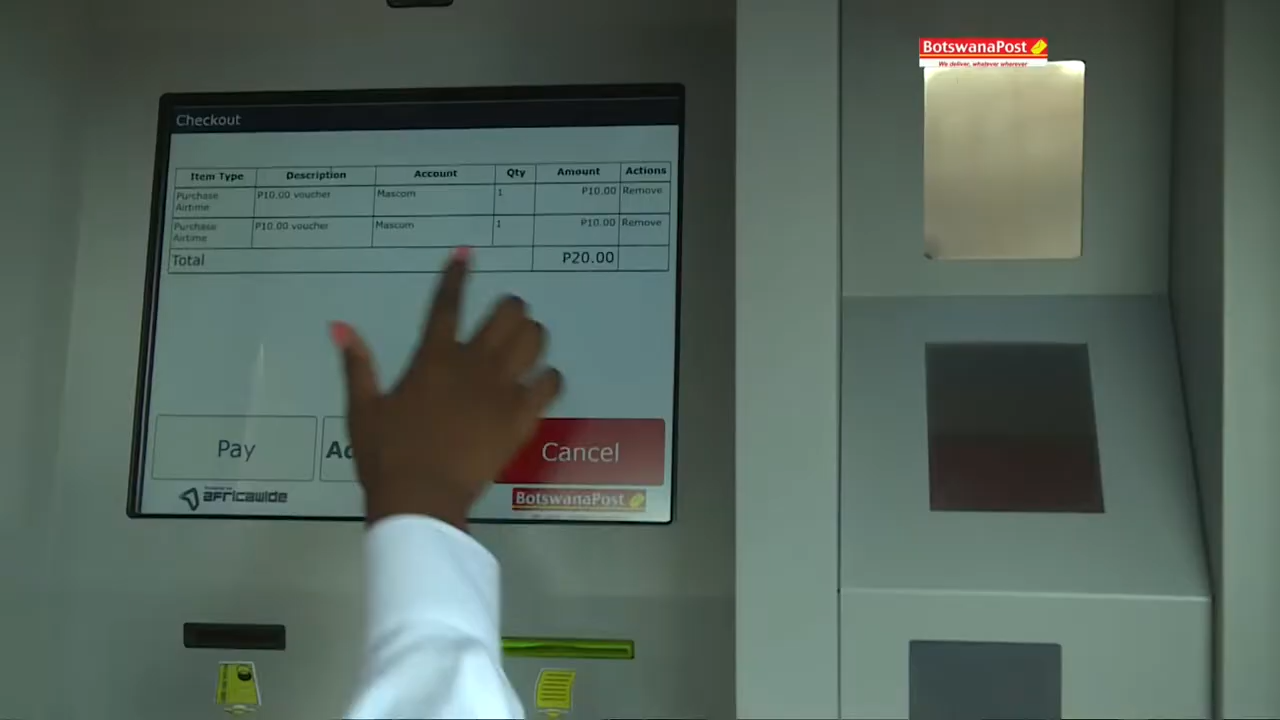 BotswanaPost
We deliver, whatever wherever
Checkout
Item Type Description Account Qty Amount Actions
Purchase Airtime P10.00 voucher Mascom 1 P10.00 Remove
Purchase Airtime P10.00 voucher Mascom 1 P10.00 Remove
Total P20.00
Pay Ad Cancel
africawide BotswanaPost